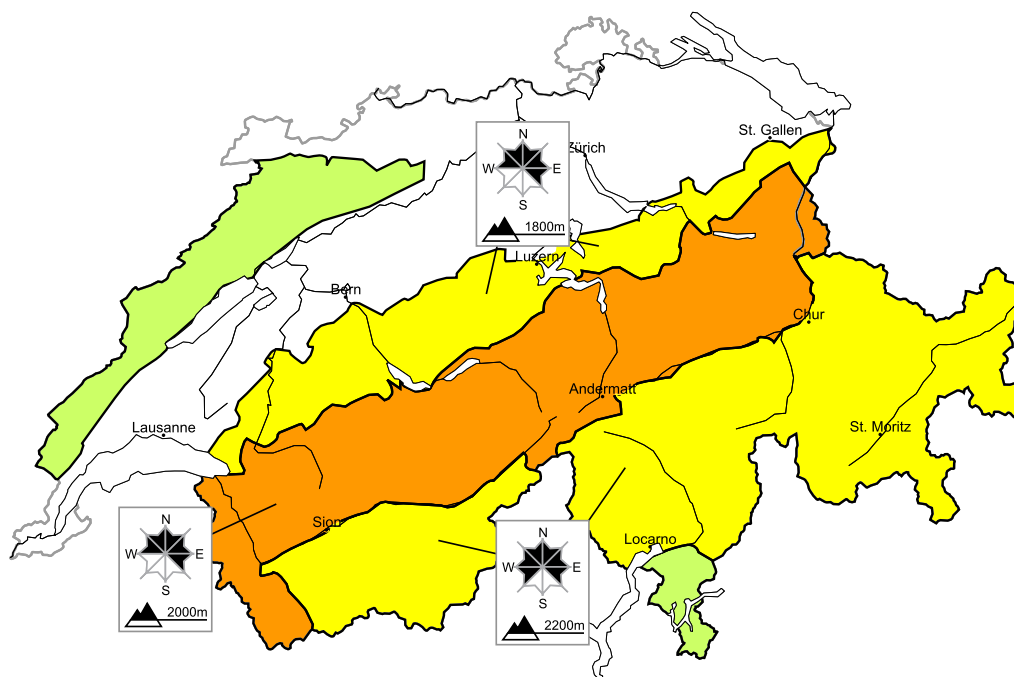 St. Gallen
N
Zürich
W E
S
1800m
Luzern
Bern
Chur
Andermatt
Lausanne
St. Moritz
N
Sion
W E
S
2000m
N
Locarno
W E
S
2200m